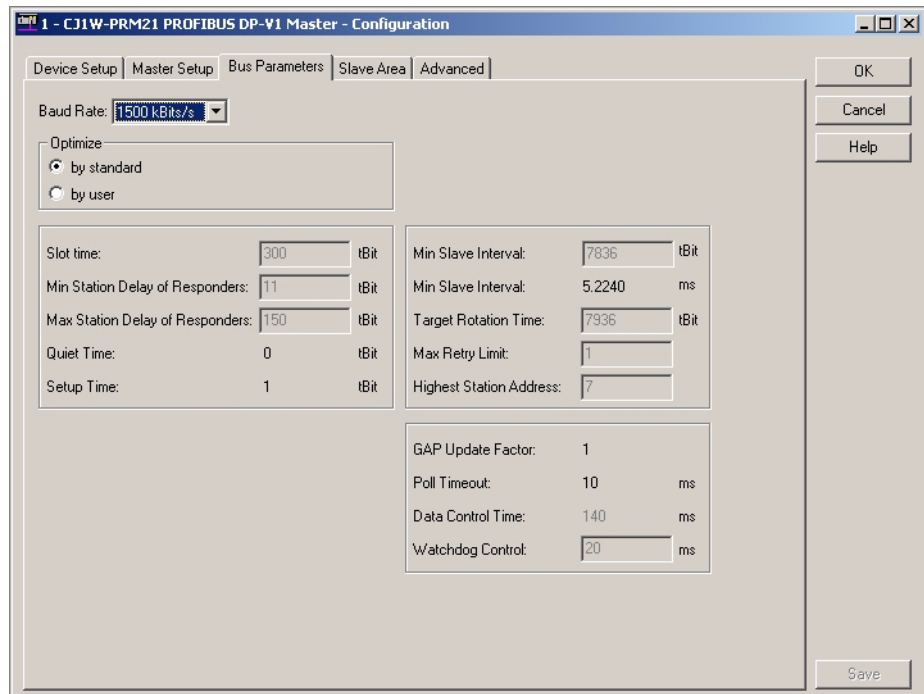 1 - CJ1W-PRM21 PROFIBUS DP-V1 Master - Configuration
Device Setup Master Setup Bus Parameters Slave Area Advanced
OK
Cancel
Help
Baud Rate: 1500 kBits/s
Optimize
by standard
by user
Slot time: 300 tBit
Min Station Delay of Responders: 11 tBit
Max Station Delay of Responders: 150 tBit
Quiet Time: 0 tBit
Setup Time: 1 tBit
Min Slave Interval: 7836 tBit
Min Slave Interval: 5.2240 ms
Target Rotation Time: 7936 tBit
Max Retry Limit: 1
Highest Station Address: 7
GAP Update Factor: 1
Poll Timeout: 10 ms
Data Control Time: 140 ms
Watchdog Control: 20 ms
Save